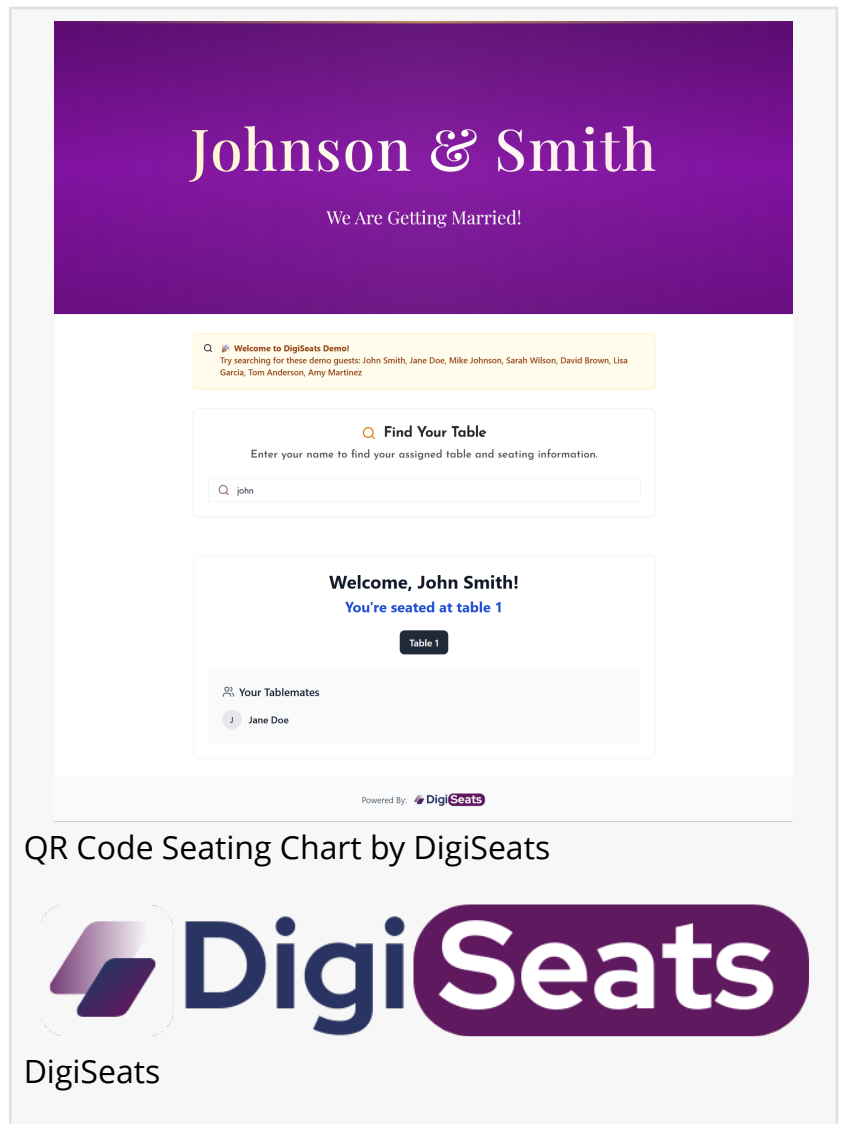 Johnson & Smith
We Are Getting Married!
🎉 Welcome to DigiSeats Demo!
Try searching for these demo guests: John Smith, Jane Doe, Mike Johnson, Sarah Wilson, David Brown, Lisa
Garcia, Tom Anderson, Amy Martinez
Find Your Table
Enter your name to find your assigned table and seating information.
john
Welcome, John Smith!
You're seated at table 1
Table 1
Your Tablemates
J Jane Doe
Powered By: DigiSeats
QR Code Seating Chart by DigiSeats
DigiSeats
DigiSeats